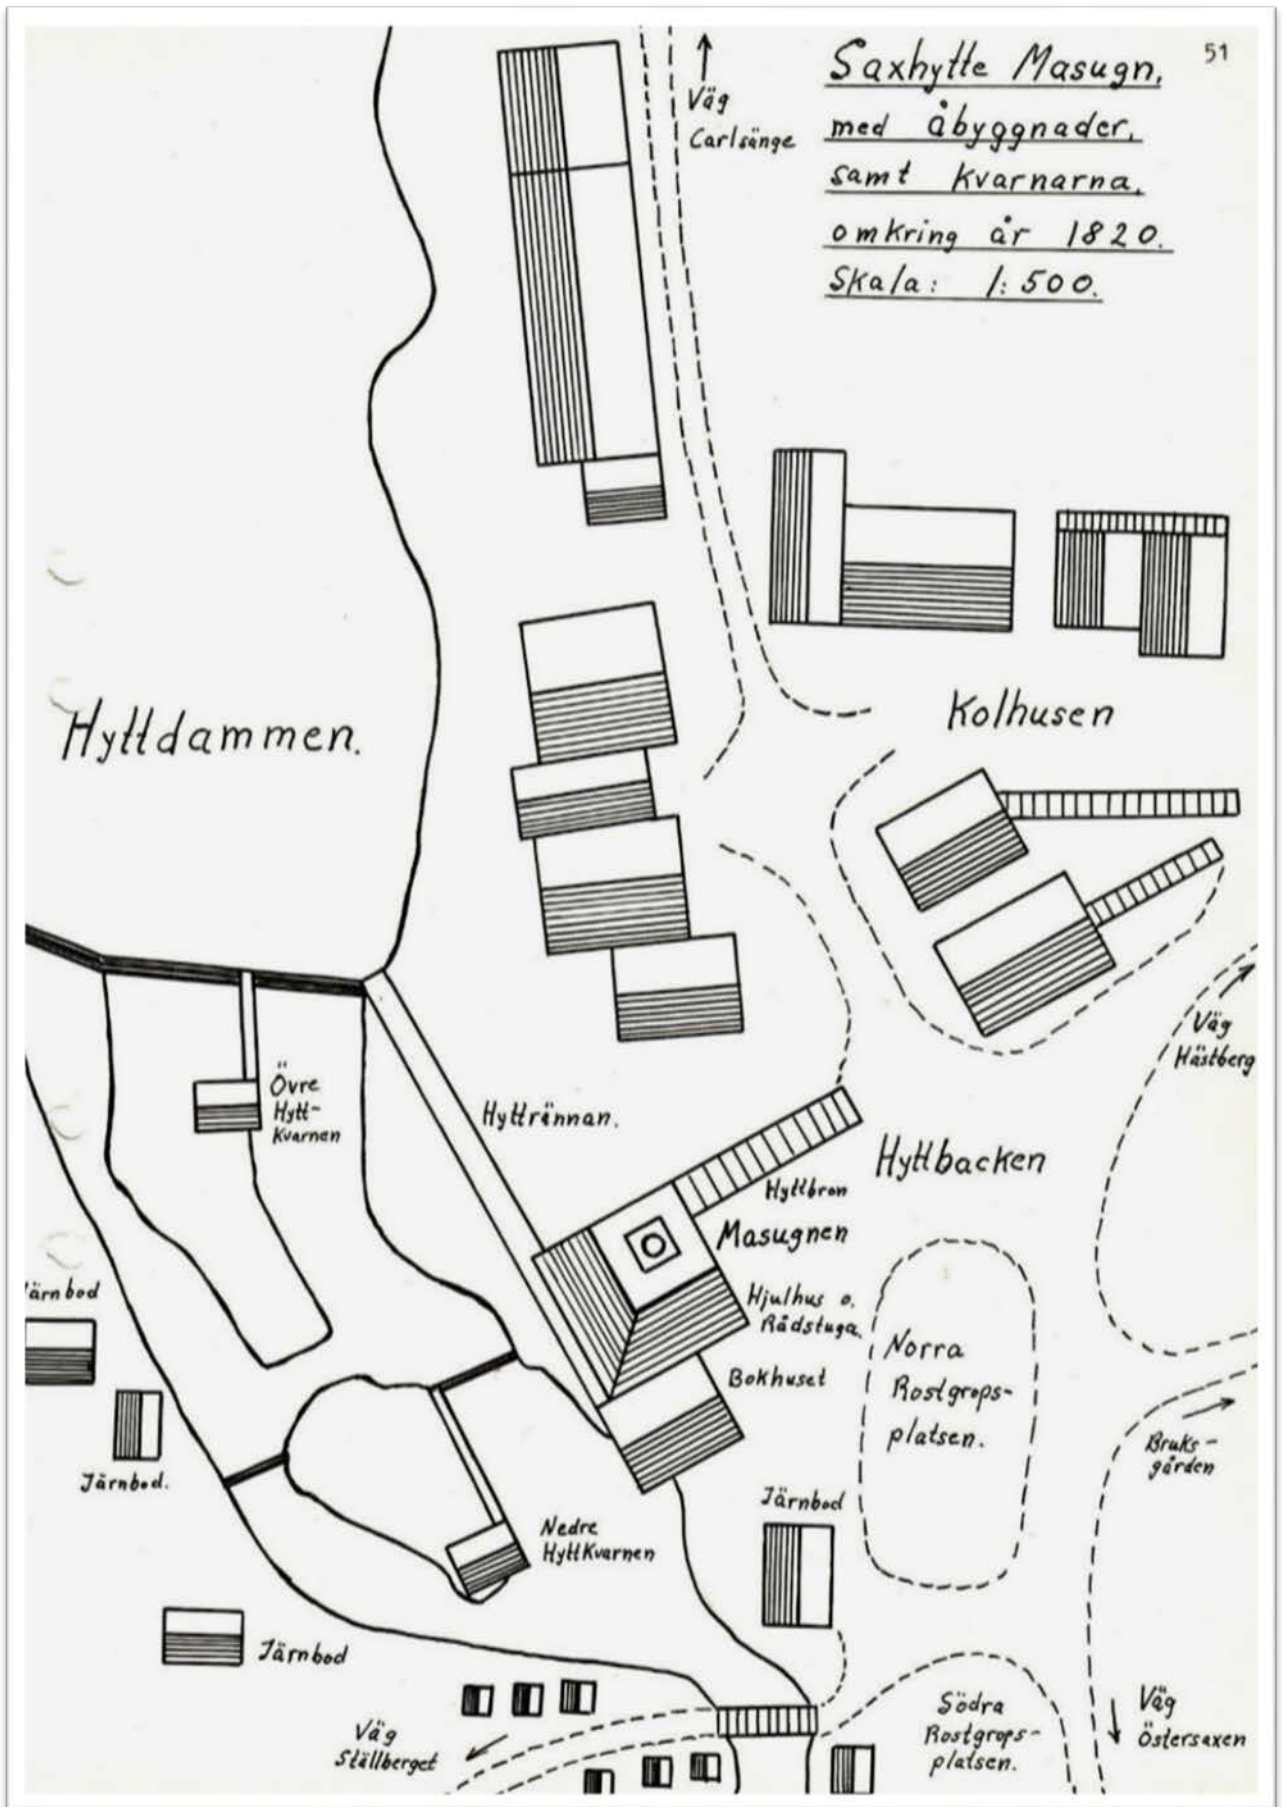 51
Saxhytte Masugn,
med åbyggnader,
samt kvarnarna,
omkring år 1820.
Skala: 1:500.
Väg
Carlsänge
Kolhusen
Hyttdammen.
Väg
Hästberg
Övre
Hytt-
Kvarnen
Hyttrännan.
Hyttbacken
Hyttbron
Masugnen
Hjulhus o.
Rådstuga.
Bokhuset
Norra
Rostgrops-
platsen.
Järnbod
Järnbod.
Bruks-
gården
Järnbod
Nedre
HyttKvarnen
Järnbod
Väg
Ställberget
Södra
Rostgrops-
platsen.
Väg
Östersaxen